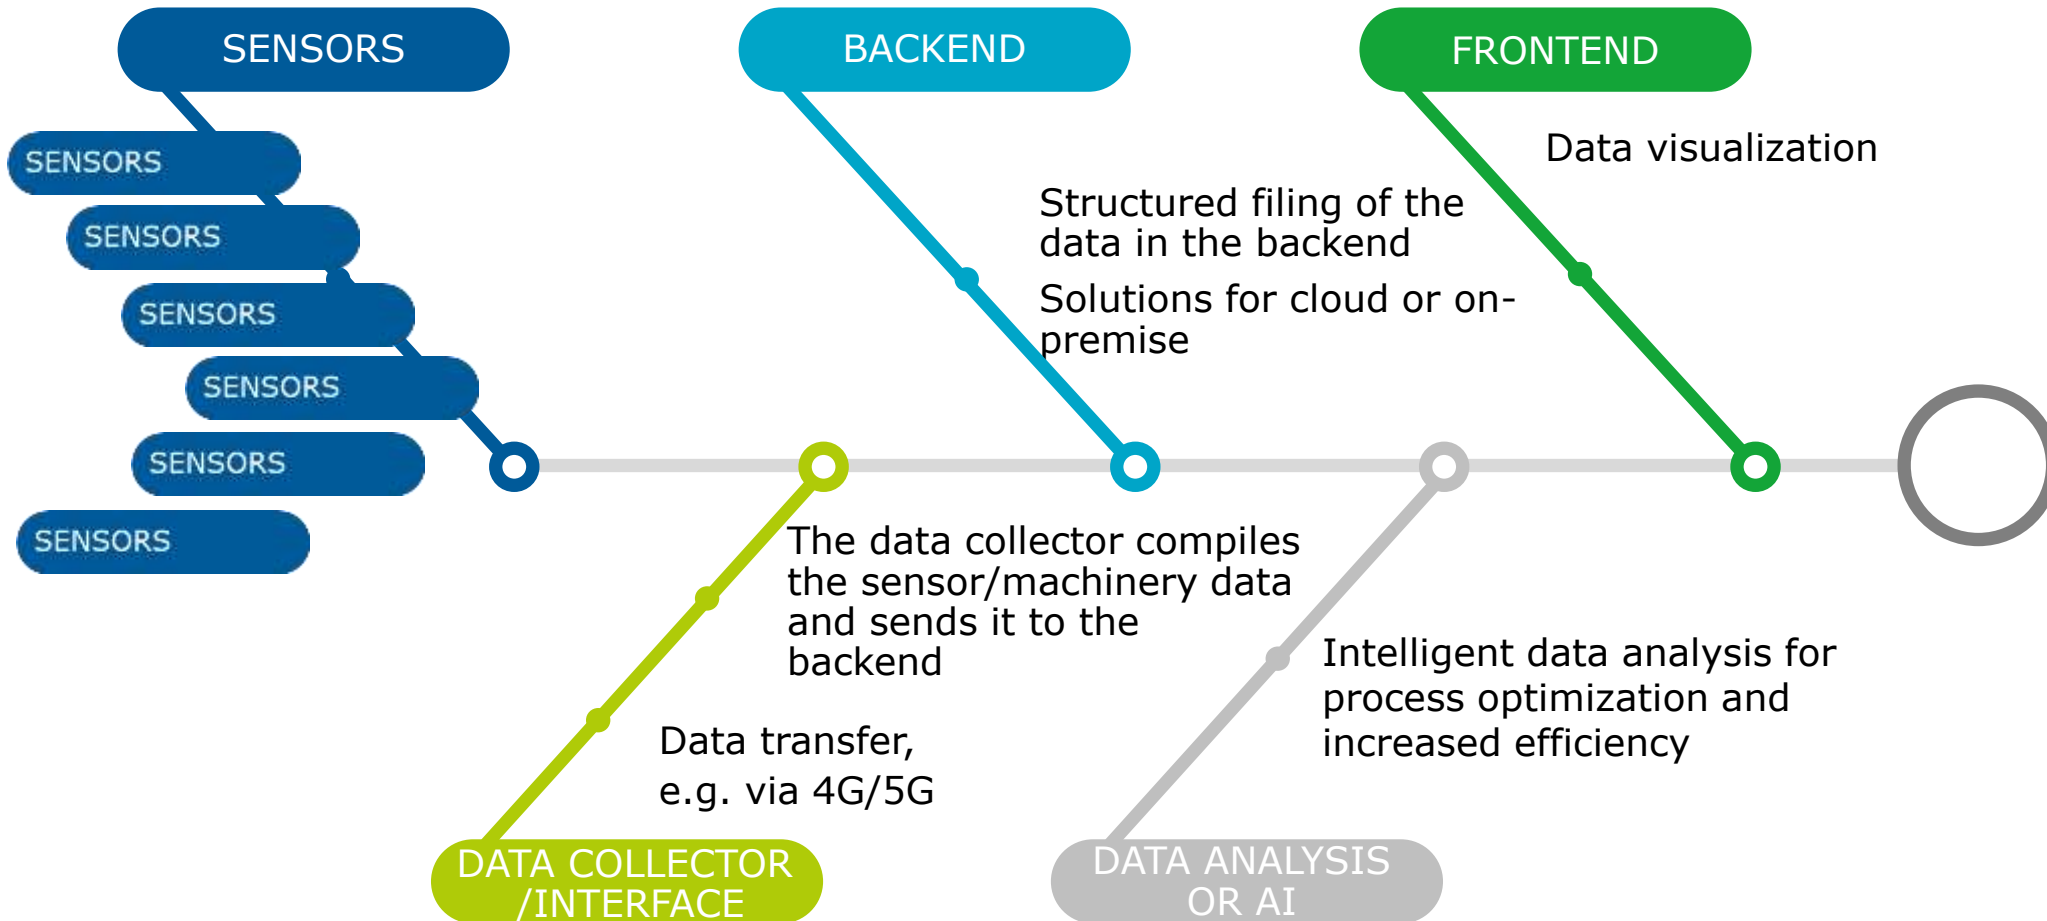 SENSORS
BACKEND
FRONTEND
SENSORS
SENSORS
SENSORS
SENSORS
SENSORS
SENSORS
Data visualization
Structured filing of the
data in the backend
Solutions for cloud or on-
premise
The data collector compiles
the sensor/machinery data
and sends it to the
backend
Data transfer,
e.g. via 4G/5G
Intelligent data analysis for
process optimization and
increased efficiency
DATA COLLECTOR
/INTERFACE
DATA ANALYSIS
OR AI